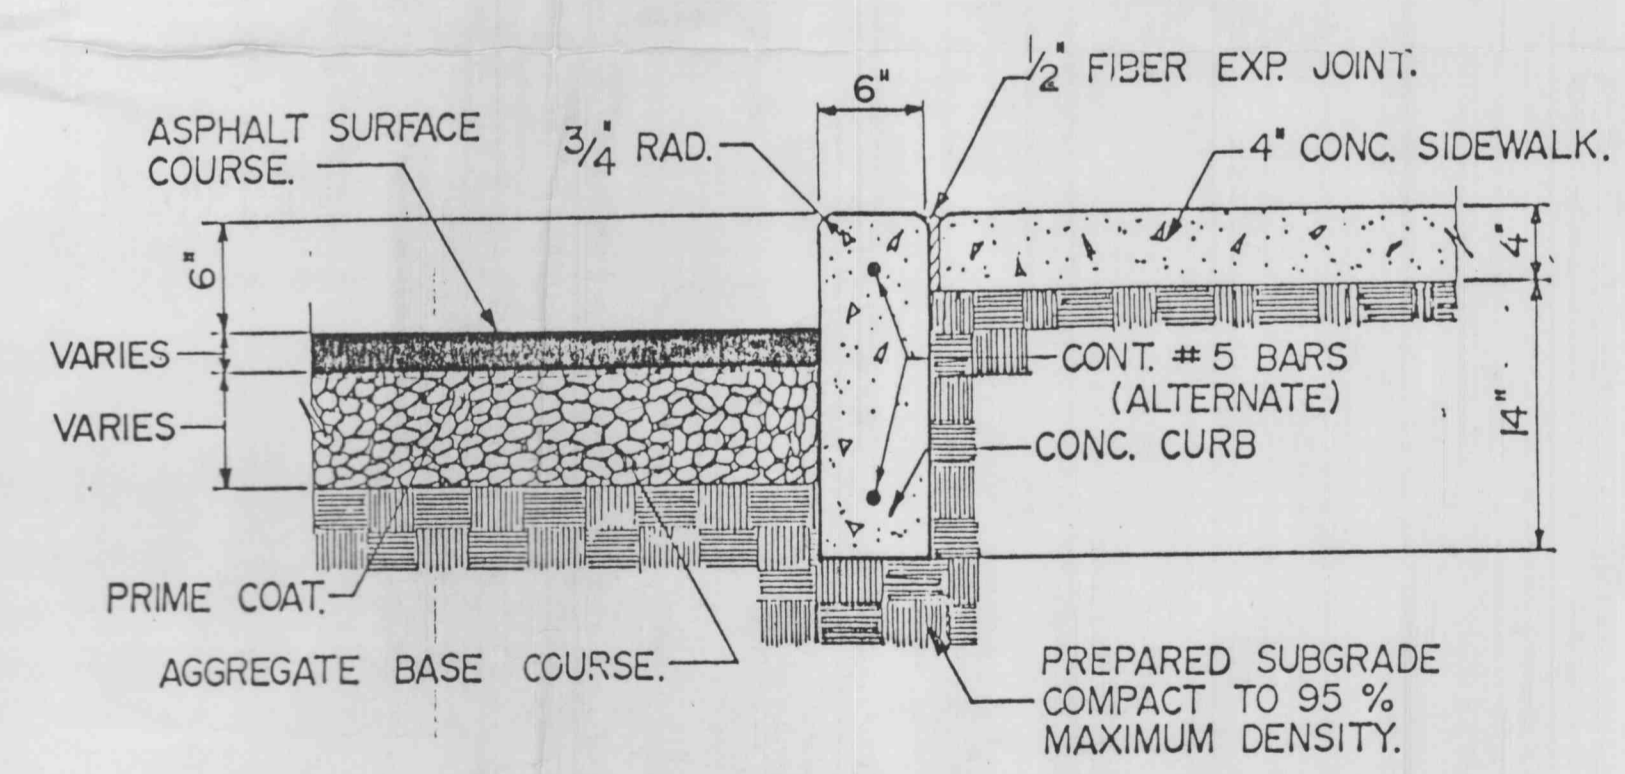 1/2" FIBER EXP. JOINT.
6"
ASPHALT SURFACE
COURSE.
3/4" RAD.
4" CONC. SIDEWALK.
6"
4"
VARIES
CONT. # 5 BARS
(ALTERNATE)
14"
VARIES
CONC. CURB
PRIME COAT.
AGGREGATE BASE COURSE.
PREPARED SUBGRADE
COMPACT TO 95 %
MAXIMUM DENSITY.